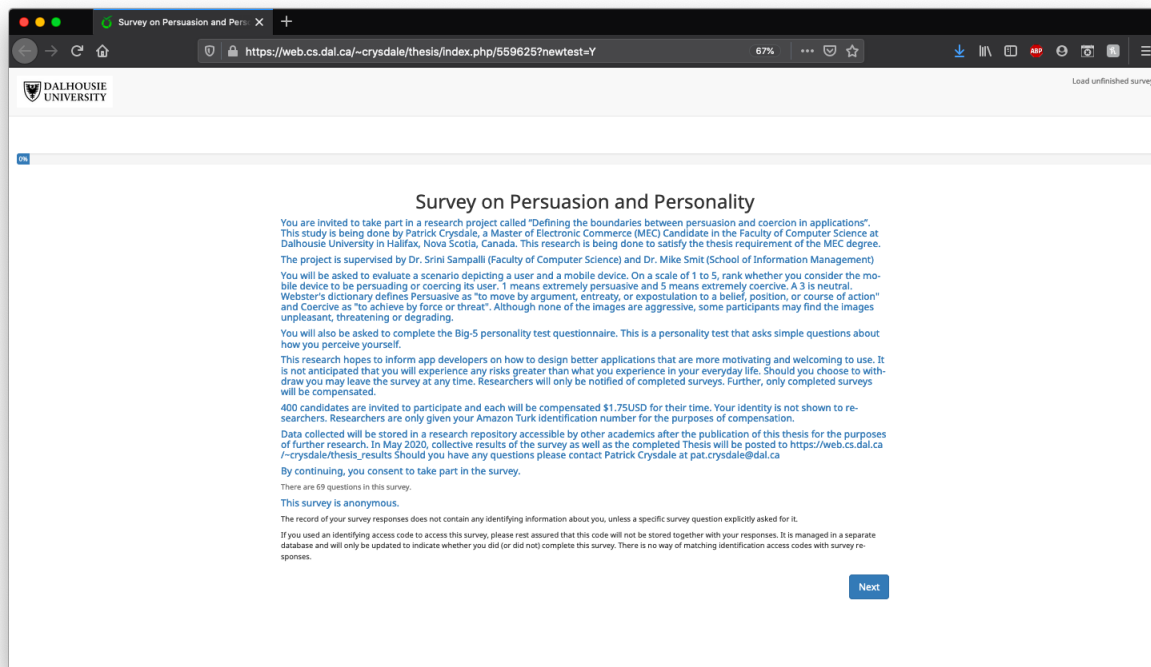 Survey on Persuasion and Pers
https://web.cs.dal.ca/~crysdale/thesis/index.php/559625?newtest=Y
67%
ABP
DALHOUSIE
UNIVERSITY
Load unfinished survey
0%
Survey on Persuasion and Personality
You are invited to take part in a research project called "Defining the boundaries between persuasion and coercion in applications".
This study is being done by Patrick Crysdale, a Master of Electronic Commerce (MEC) Candidate in the Faculty of Computer Science at
Dalhousie University in Halifax, Nova Scotia, Canada. This research is being done to satisfy the thesis requirement of the MEC degree.
The project is supervised by Dr. Srini Sampalli (Faculty of Computer Science) and Dr. Mike Smit (School of Information Management)
You will be asked to evaluate a scenario depicting a user and a mobile device. On a scale of 1 to 5, rank whether you consider the mo-
bile device to be persuading or coercing its user. 1 means extremely persuasive and 5 means extremely coercive. A 3 is neutral.
Webster's dictionary defines Persuasive as "to move by argument, entreaty, or expostulation to a belief, position, or course of action"
and Coercive as "to achieve by force or threat". Although none of the images are aggressive, some participants may find the images
unpleasant, threatening or degrading.
You will also be asked to complete the Big-5 personality test questionnaire. This is a personality test that asks simple questions about
how you perceive yourself.
This research hopes to inform app developers on how to design better applications that are more motivating and welcoming to use. It
is not anticipated that you will experience any risks greater than what you experience in your everyday life. Should you choose to with-
draw you may leave the survey at any time. Researchers will only be notified of completed surveys. Further, only completed surveys
will be compensated.
400 candidates are invited to participate and each will be compensated $1.75USD for their time. Your identity is not shown to re-
searchers. Researchers are only given your Amazon Turk identification number for the purposes of compensation.
Data collected will be stored in a research repository accessible by other academics after the publication of this thesis for the purposes
of further research. In May 2020, collective results of the survey as well as the completed Thesis will be posted to https://web.cs.dal.ca
/~crysdale/thesis_results Should you have any questions please contact Patrick Crysdale at pat.crysdale@dal.ca
By continuing, you consent to take part in the survey.
There are 69 questions in this survey.
This survey is anonymous.
The record of your survey responses does not contain any identifying information about you, unless a specific survey question explicitly asked for it.
If you used an identifying access code to access this survey, please rest assured that this code will not be stored together with your responses. It is managed in a separate
database and will only be updated to indicate whether you did (or did not) complete this survey. There is no way of matching identification access codes with survey re-
sponses.
Next